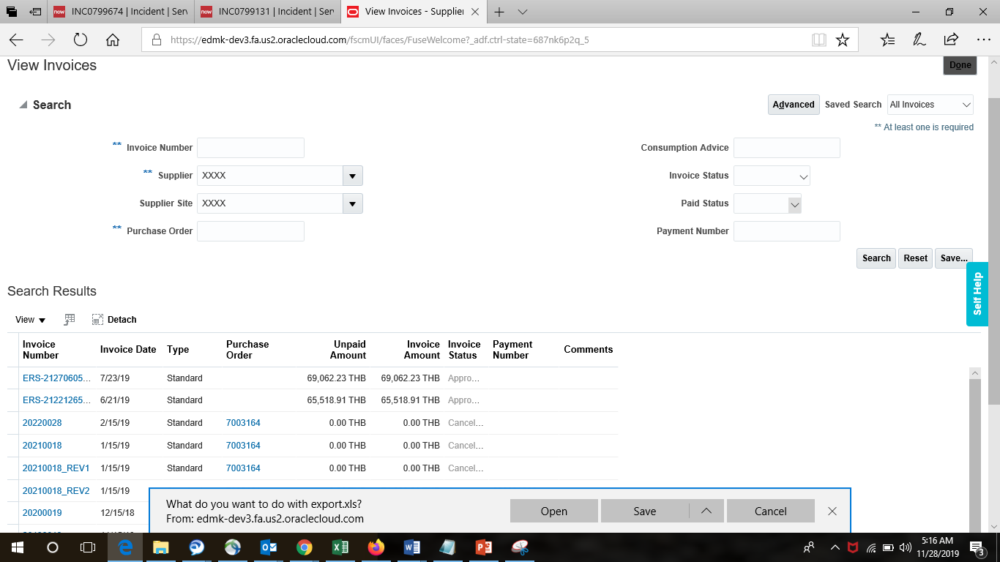 INC0799674 | Incident | Serv
INC0799131 | Incident | Serv
View Invoices - Supplier
https://edmk-dev3.fa.us2.oraclecloud.com/fscmUI/faces/FuseWelcome?_adf.ctrl-state=687nk6p2q_5
View Invoices
Done
Search
Advanced
Saved Search
All Invoices
** At least one is required
** Invoice Number
Consumption Advice
** Supplier
XXXX
Invoice Status
Supplier Site
XXXX
Paid Status
** Purchase Order
Payment Number
Search
Reset
Save...
Self Help
Search Results
View
Detach
Invoice Number Invoice Date Type Purchase Order Unpaid Amount Invoice Amount Invoice Status Payment Number Comments
ERS-21270605... 7/23/19 Standard 69,062.23 THB 69,062.23 THB Appro...
ERS-21221265... 6/21/19 Standard 65,518.91 THB 65,518.91 THB Appro...
20220028 2/15/19 Standard 7003164 0.00 THB 0.00 THB Cancel...
20210018 1/15/19 Standard 7003164 0.00 THB 0.00 THB Cancel...
20210018_REV1 1/15/19 Standard 7003164 0.00 THB 0.00 THB Cancel...
20210018_REV2 1/15/19
20200019 12/15/18
What do you want to do with export.xls?
From: edmk-dev3.fa.us2.oraclecloud.com
Open
Save
Cancel
5:16 AM
11/28/2019
3